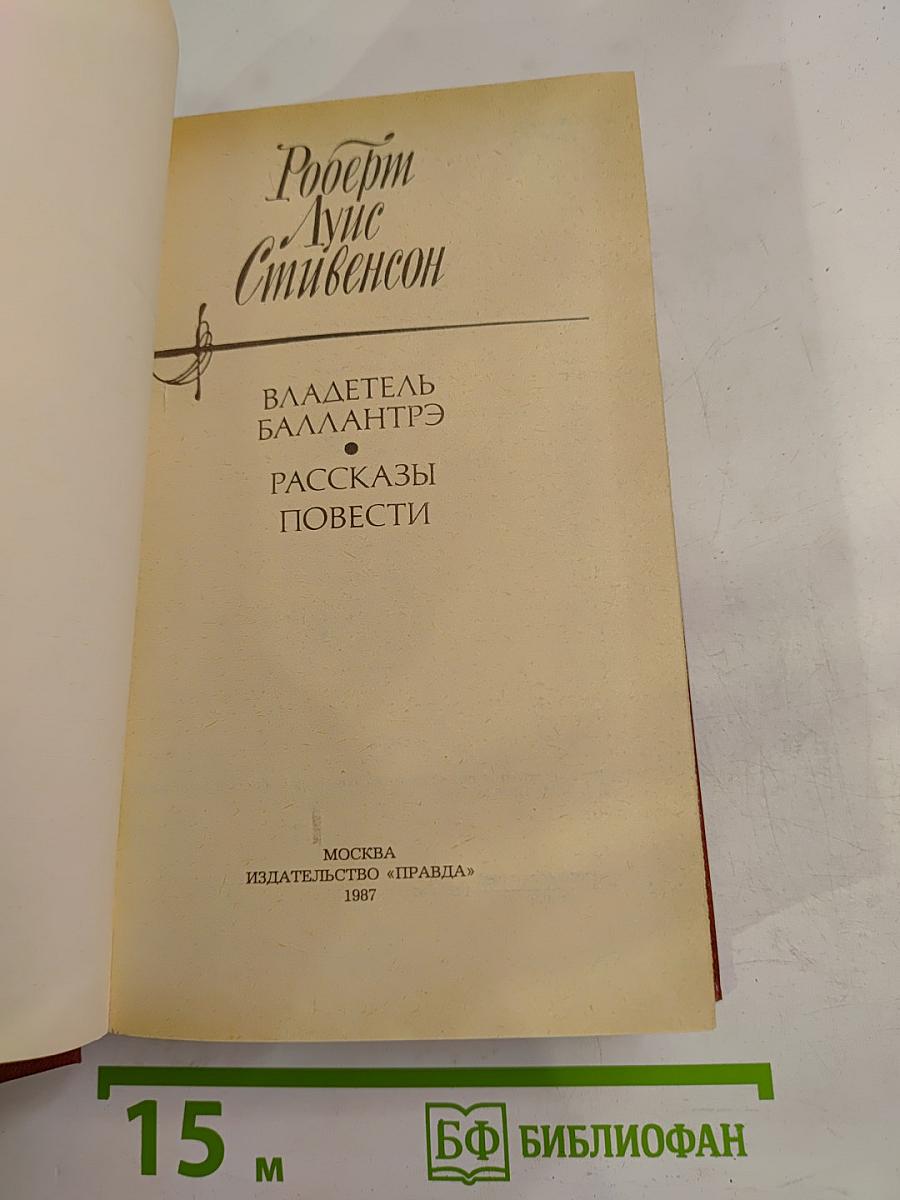 Роберт
Луис
Стивенсон
ВЛАДЕТЕЛЬ
БАЛЛАНТРЭ
•
РАССКАЗЫ
ПОВЕСТИ
МОСКВА
ИЗДАТЕЛЬСТВО «ПРАВДА»
1987
15 м
БФ БИБЛИОФАН